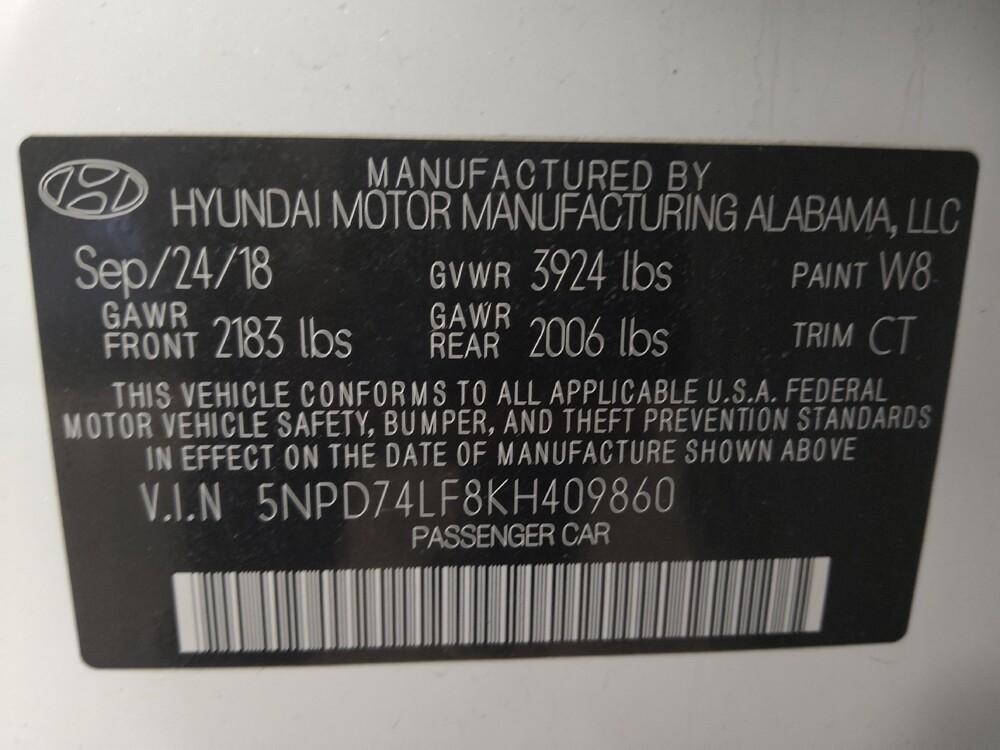 MANUFACTURED BY
HYUNDAI MOTOR MANUFACTURING ALABAMA, LLC
Sep/24/18 GVWR 3924 lbs PAINT W8
GAWR FRONT 2183 lbs GAWR REAR 2006 lbs TRIM CT
THIS VEHICLE CONFORMS TO ALL APPLICABLE U.S.A. FEDERAL
MOTOR VEHICLE SAFETY, BUMPER, AND THEFT PREVENTION STANDARDS
IN EFFECT ON THE DATE OF MANUFACTURE SHOWN ABOVE
V.I.N 5NPD74LF8KH409860
PASSENGER CAR